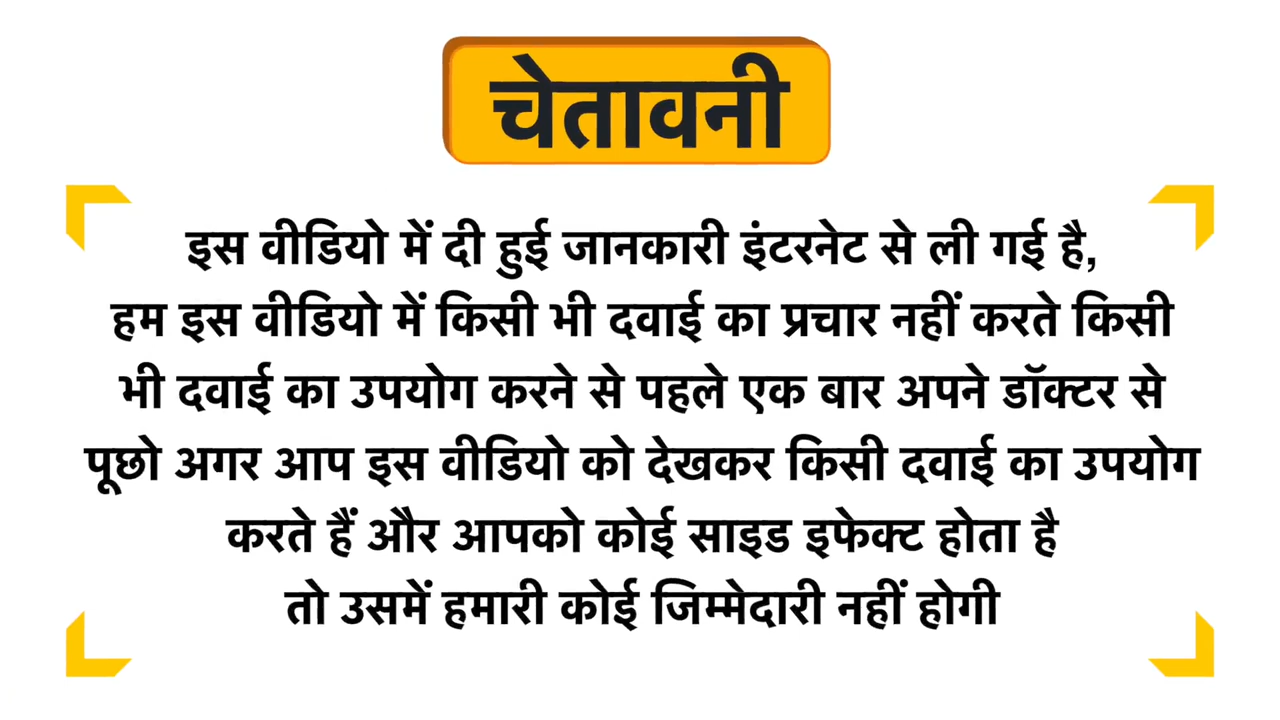 चेतावनी
इस वीडियो में दी हुई जानकारी इंटरनेट से ली गई है,
हम इस वीडियो में किसी भी दवाई का प्रचार नहीं करते किसी
भी दवाई का उपयोग करने से पहले एक बार अपने डॉक्टर से
पूछो अगर आप इस वीडियो को देखकर किसी दवाई का उपयोग
करते हैं और आपको कोई साइड इफेक्ट होता है
तो उसमें हमारी कोई जिम्मेदारी नहीं होगी